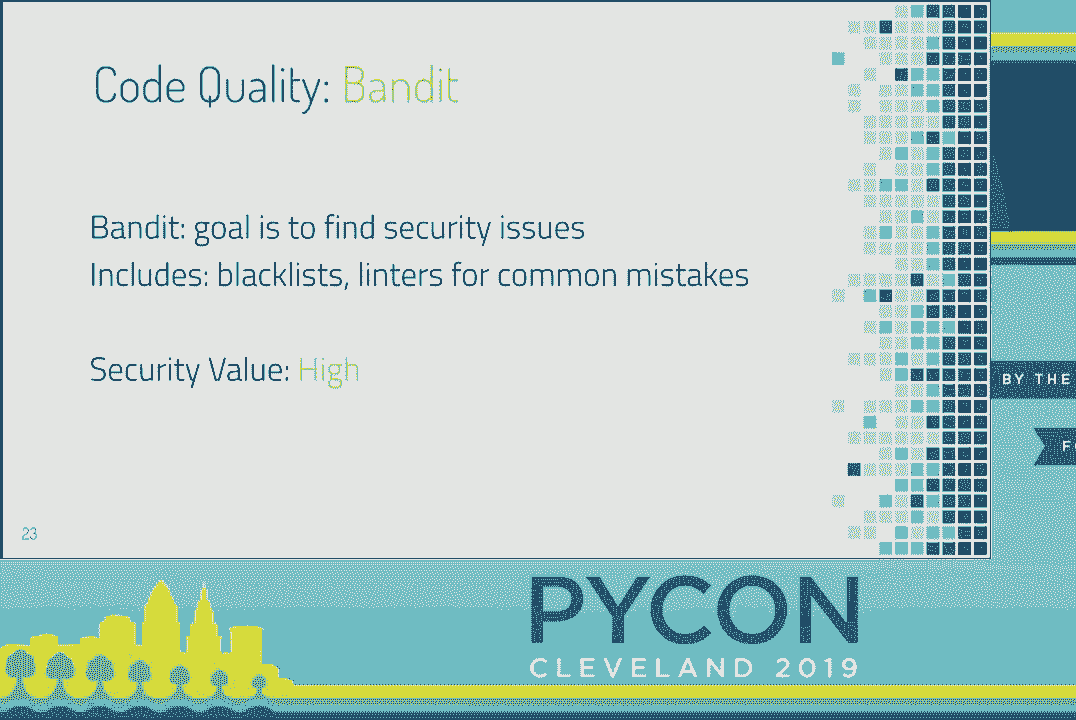 Code Quality: Bandit
Bandit: goal is to find security issues
Includes: blacklists, linters for common mistakes
Security Value: High
23
BY THE
PYCON
CLEVELAND 2019